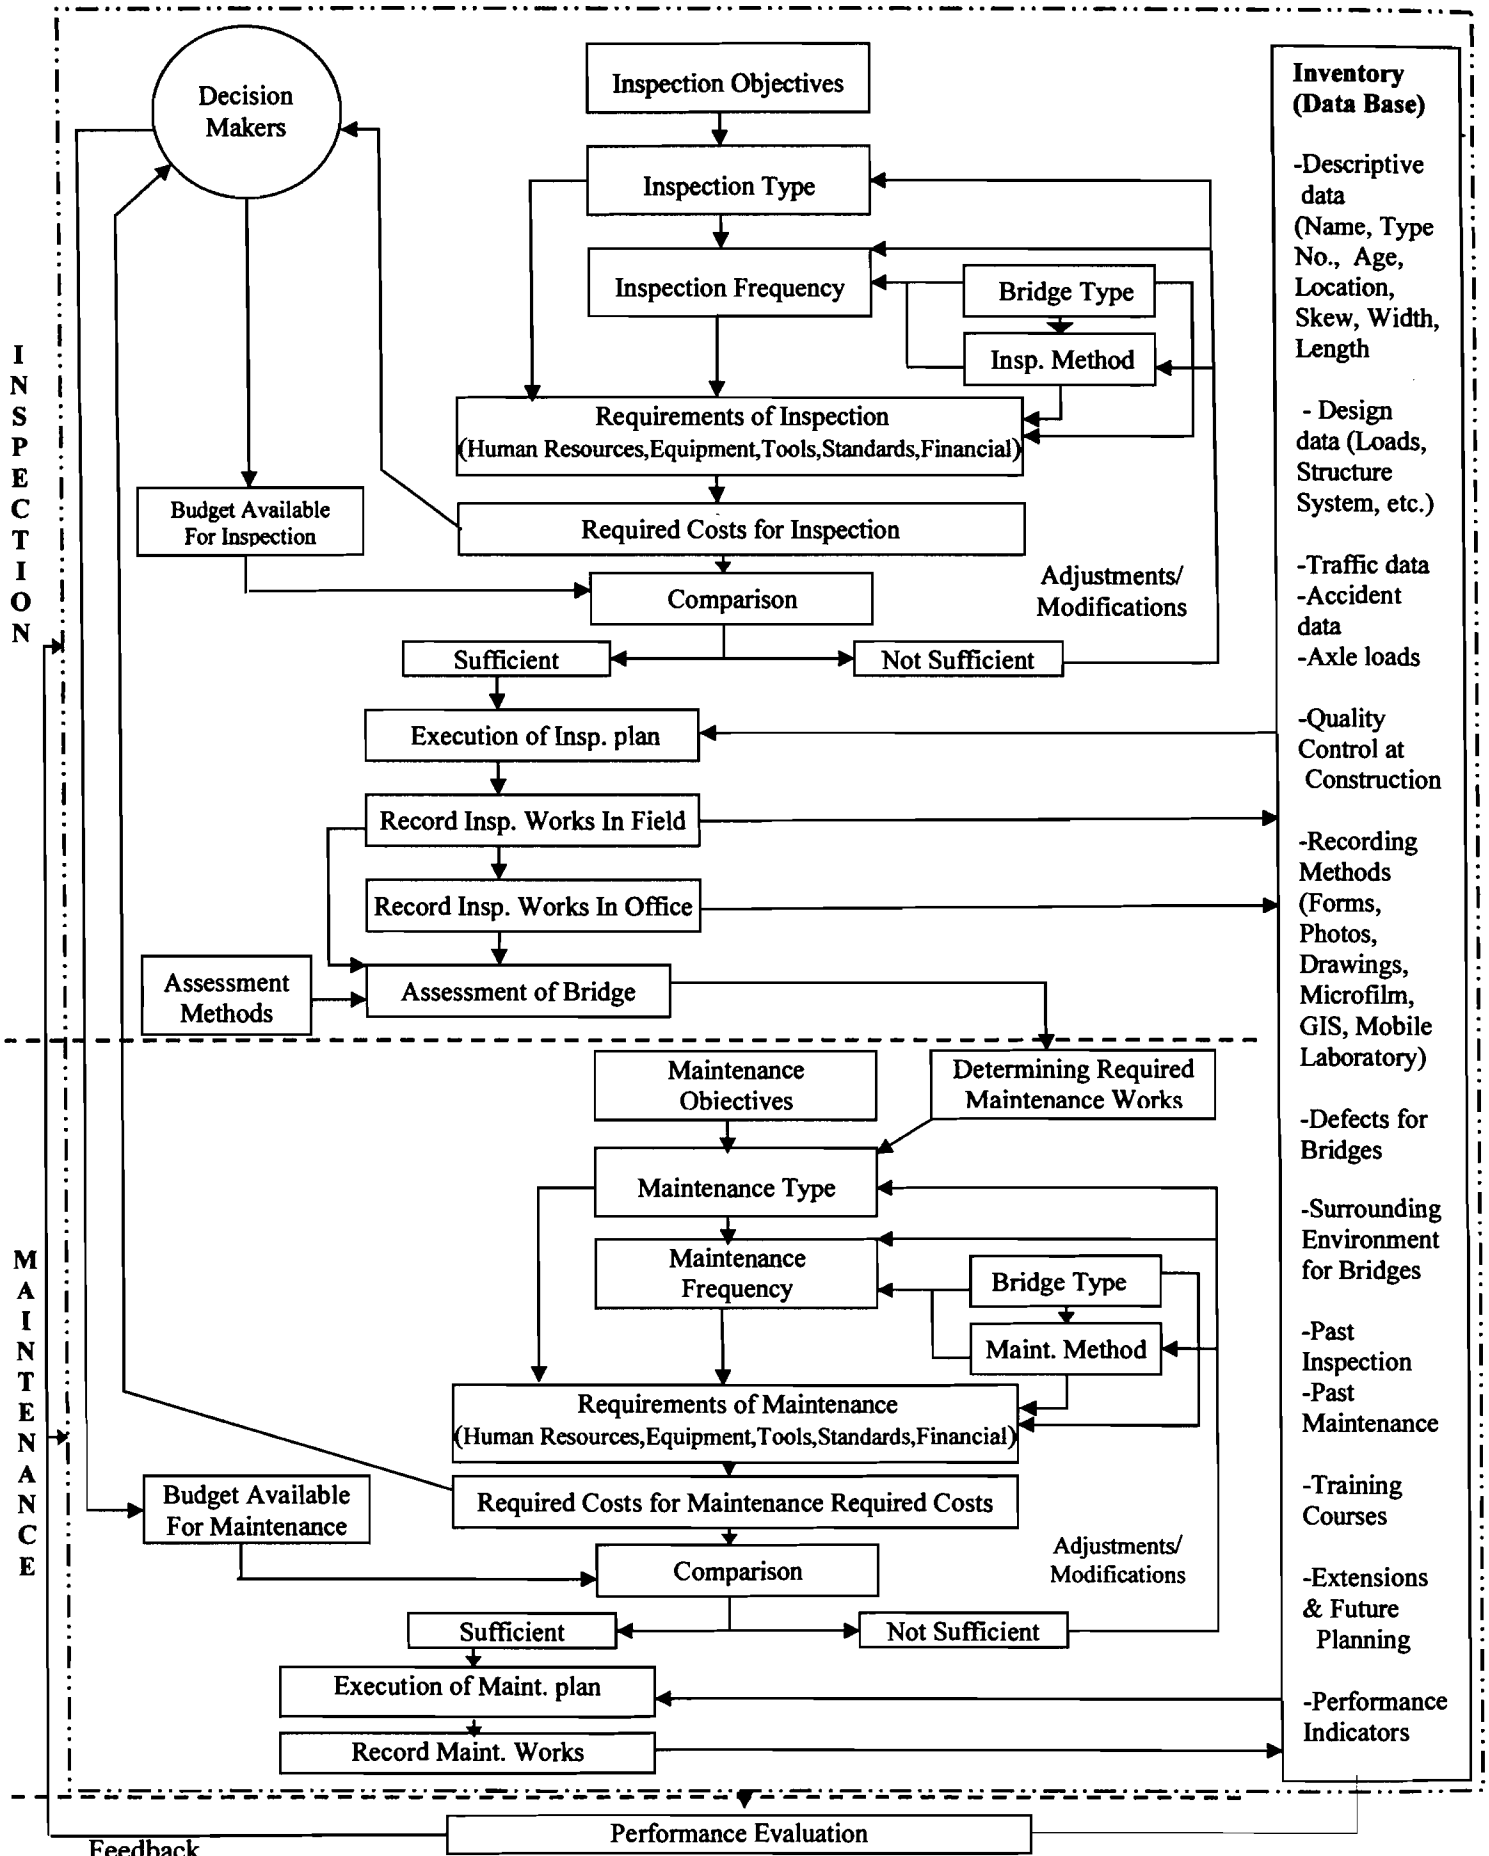 Decision
Makers
Inspection Objectives
Inspection Type
Inspection Frequency
Bridge Type
Insp. Method
Requirements of Inspection
(Human Resources,Equipment,Tools,Standards,Financial)
Budget Available
For Inspection
Required Costs for Inspection
Comparison
Adjustments/
Modifications
Sufficient
Not Sufficient
Execution of Insp. plan
Record Insp. Works In Field
Record Insp. Works In Office
Assessment
Methods
Assessment of Bridge
INSPECTION
Maintenance
Obiectives
Determining Required
Maintenance Works
Maintenance Type
Maintenance
Frequency
Bridge Type
Maint. Method
Requirements of Maintenance
(Human Resources,Equipment,Tools,Standards,Financial)
Budget Available
For Maintenance
Required Costs for Maintenance Required Costs
Comparison
Adjustments/
Modifications
Sufficient
Not Sufficient
Execution of Maint. plan
Record Maint. Works
MAINTENANCE
Inventory
(Data Base)
-Descriptive
data
(Name, Type
No., Age,
Location,
Skew, Width,
Length
- Design
data (Loads,
Structure
System, etc.)
-Traffic data
-Accident
data
-Axle loads
-Quality
Control at
Construction
-Recording
Methods
(Forms,
Photos,
Drawings,
Microfilm,
GIS, Mobile
Laboratory)
-Defects for
Bridges
-Surrounding
Environment
for Bridges
-Past
Inspection
-Past
Maintenance
-Training
Courses
-Extensions
& Future
Planning
-Performance
Indicators
Performance Evaluation
Feedback